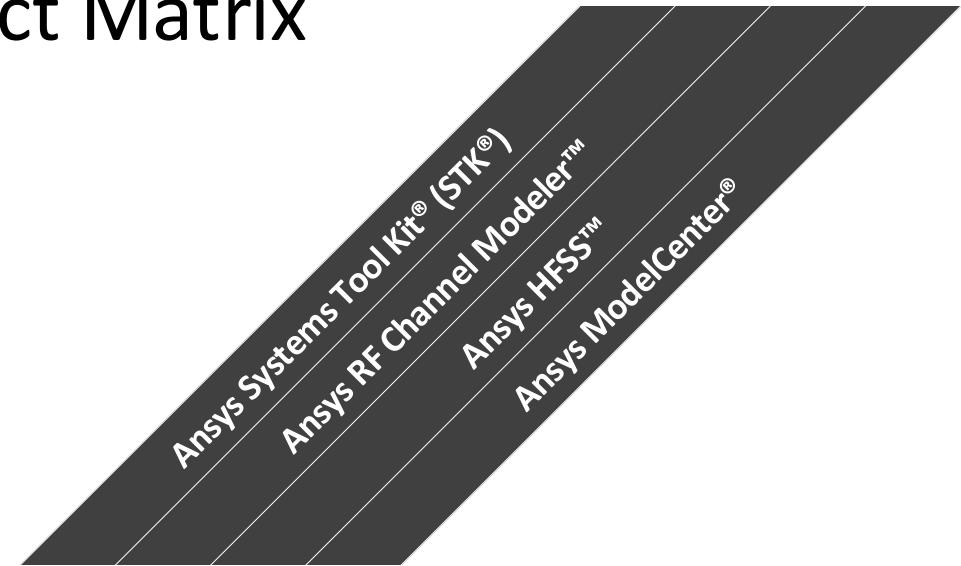 ct Matrix
Ansys Systems Tool Kit® (STK®)
Ansys RF Channel Modeler™
Ansys HFSS™
Ansys ModelCenter®